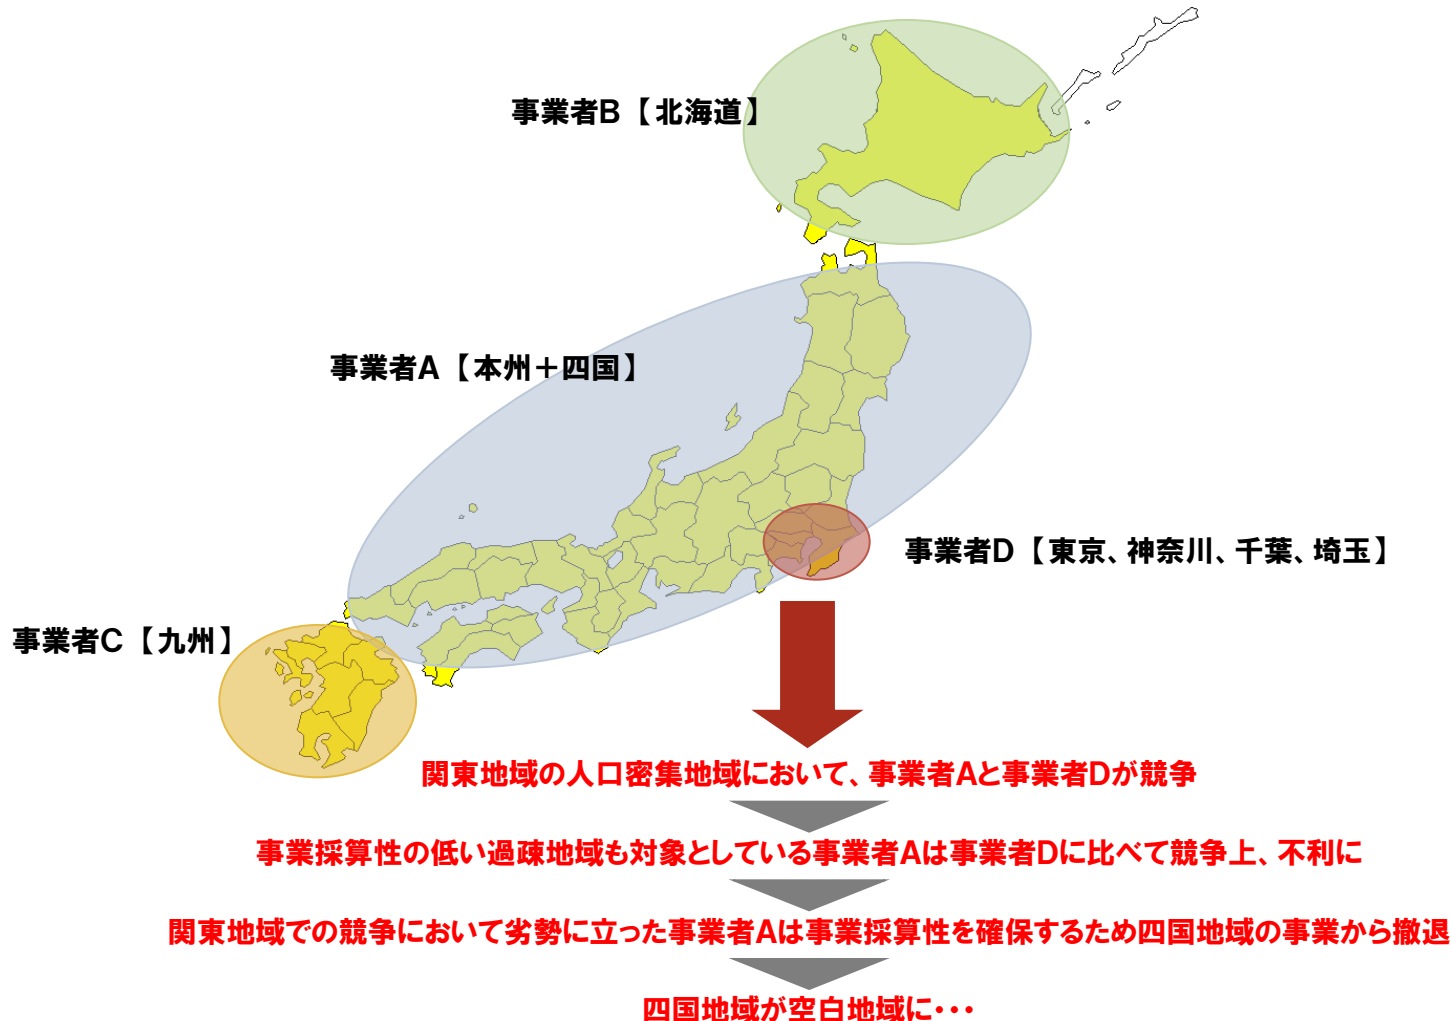 事業者B【北海道】
事業者A【本州＋四国】
事業者D【東京、神奈川、千葉、埼玉】
事業者C【九州】
関東地域の人口密集地域において、事業者Aと事業者Dが競争
事業採算性の低い過疎地域も対象としている事業者Aは事業者Dに比べて競争上、不利に
関東地域での競争において劣勢に立った事業者Aは事業採算性を確保するため四国地域の事業から撤退
四国地域が空白地域に・・・